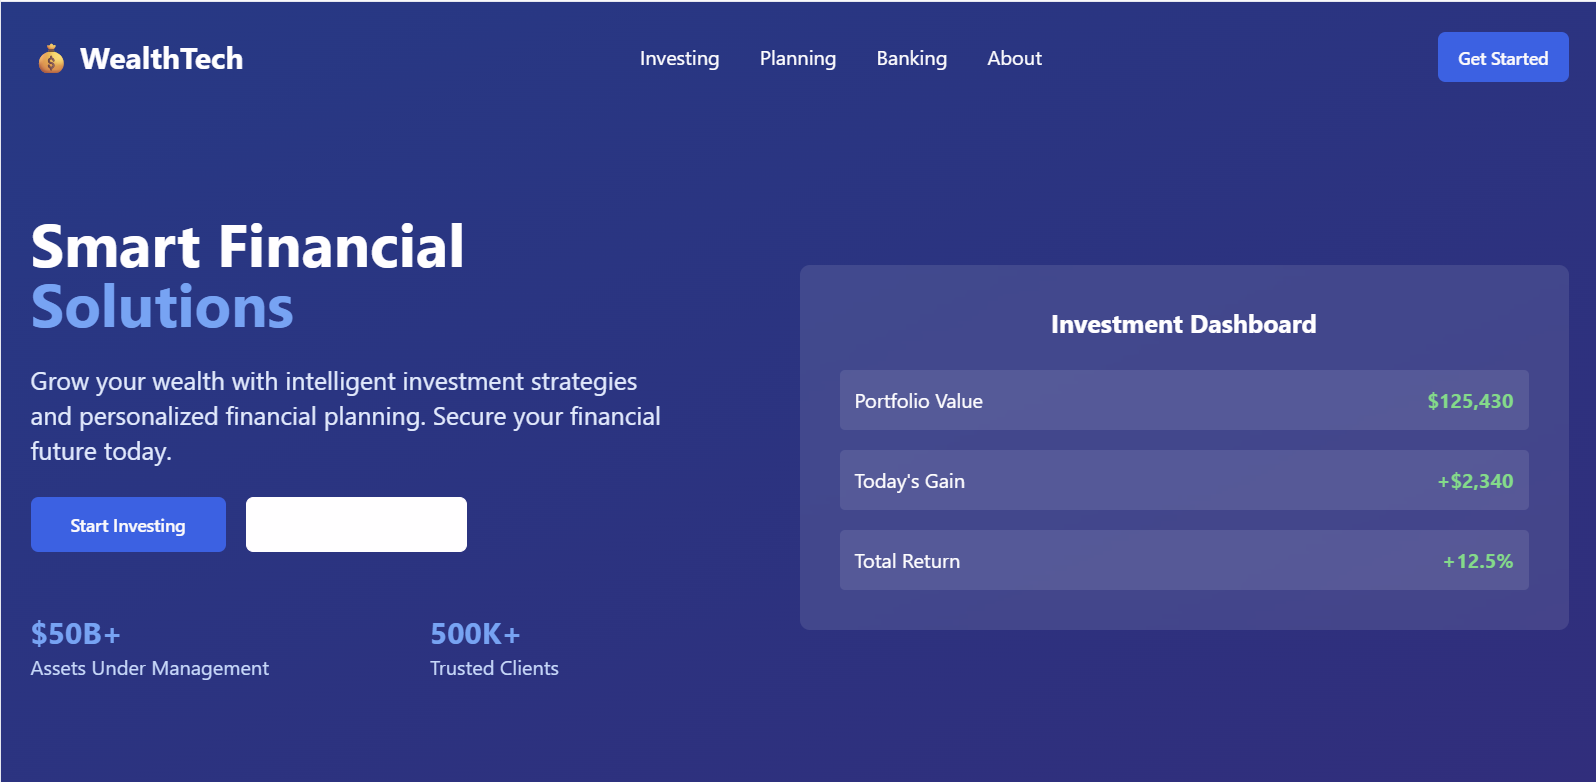 WealthTech
Investing
Planning
Banking
About
Get Started
Smart Financial
Solutions
Grow your wealth with intelligent investment strategies
and personalized financial planning. Secure your financial
future today.
Start Investing
$50B+
Assets Under Management
500K+
Trusted Clients
Investment Dashboard
Portfolio Value $125,430
Today's Gain +$2,340
Total Return +12.5%